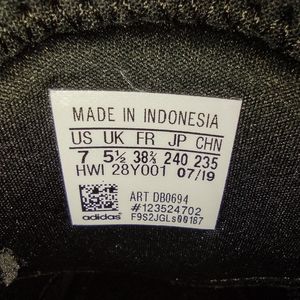 MADE IN INDONESIA
US UK FR JP CHN
7 5½ 38⅔ 240 235
HWI 28Y001 07/19
ART DB0694
#123524702
adidas F9S2JGLs00187